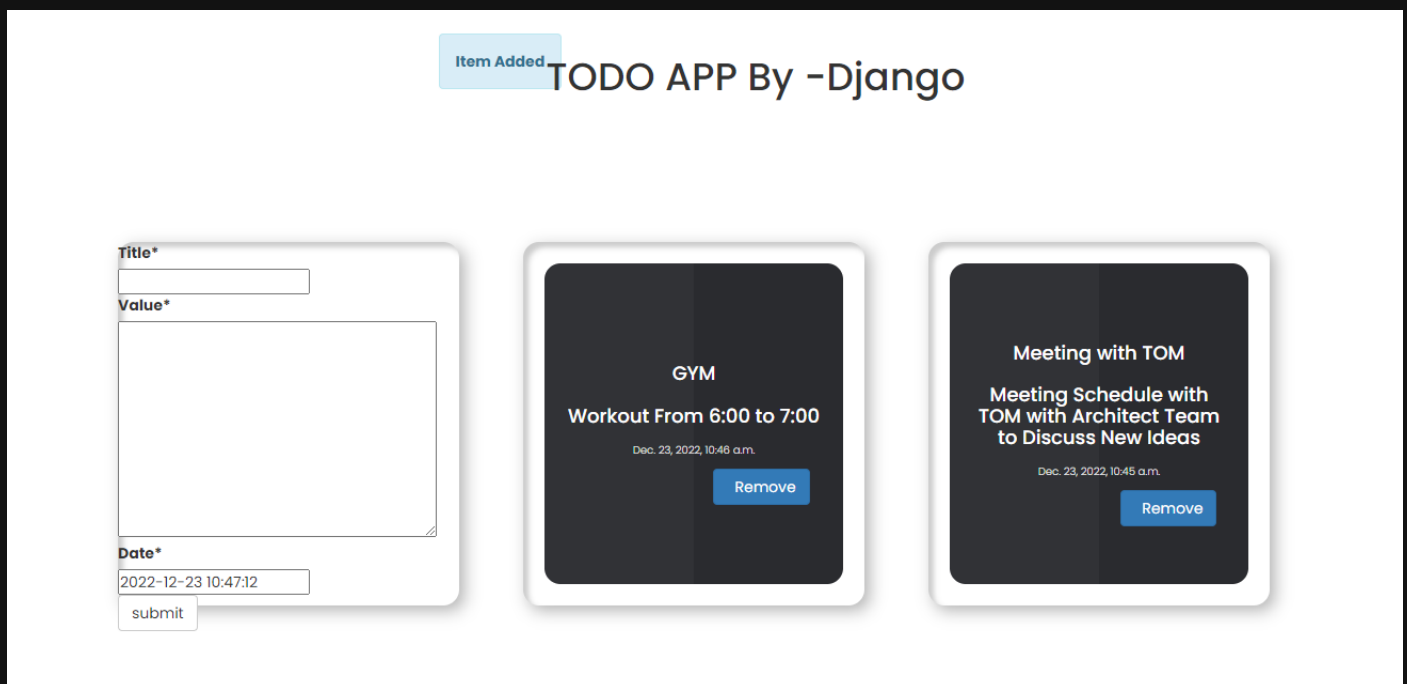 Item Added
TODO APP By -Django
Title*
Value*
Date*
2022-12-23 10:47:12
submit
GYM
Workout From 6:00 to 7:00
Dec. 23, 2022, 10:46 a.m.
Remove
Meeting with TOM
Meeting Schedule with
TOM with Architect Team
to Discuss New Ideas
Dec. 23, 2022, 10:45 a.m.
Remove